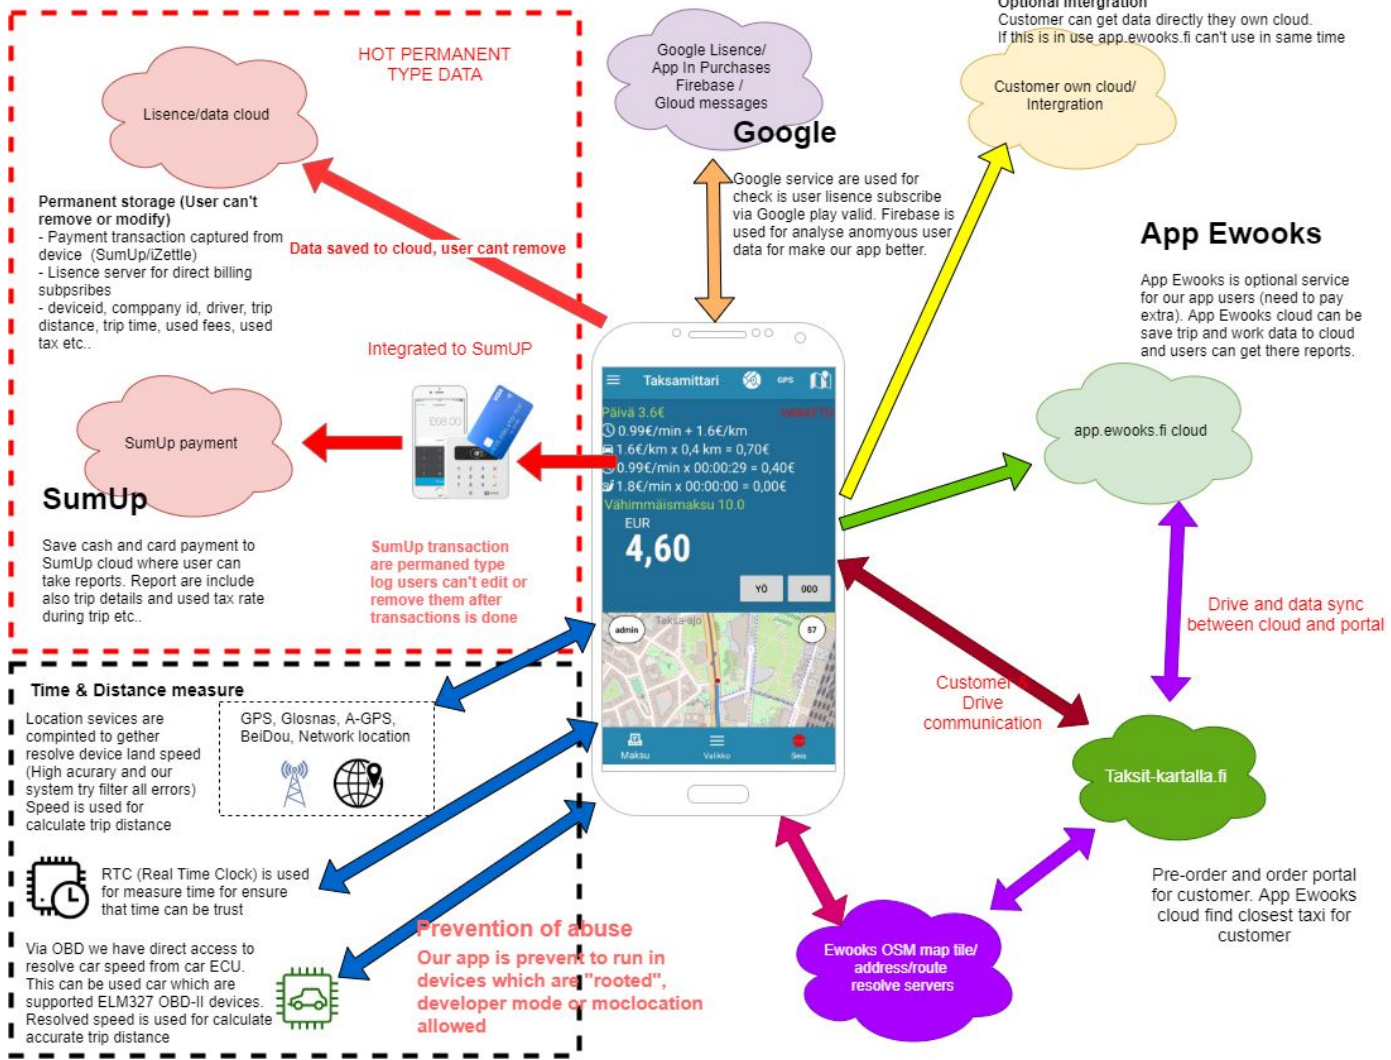 HOT PERMANENT
TYPE DATA
Lisence/data cloud
Permanent storage (User can't
remove or modify)
- Payment transaction captured from
device (SumUp/iZettle)
- Lisence server for direct billing
subpsribes
- deviceid, comppany id, driver, trip
distance, trip time, used fees, used
tax etc..
Data saved to cloud, user cant remove
Integrated to SumUP
SumUp payment
SumUp
Save cash and card payment to
SumUp cloud where user can
take reports. Report are include
also trip details and used tax rate
during trip etc..
£68.00
VISA
SumUp transaction
are permaned type
log users can't edit or
remove them after
transactions is done
Google Lisence/
App In Purchases
Firebase /
Gloud messages
Google
Google service are used for
check is user lisence subscribe
via Google play valid. Firebase is
used for analyse anomyous user
data for make our app better.
Optional Intergration
Customer can get data directly they own cloud.
If this is in use app.ewooks.fi can't use in same time
Customer own cloud/
Intergration
App Ewooks
App Ewooks is optional service
for our app users (need to pay
extra). App Ewooks cloud can be
save trip and work data to cloud
and users can get there reports.
app.ewooks.fi cloud
Drive and data sync
between cloud and portal
Taksamittari
GPS
Päivä 3.6€
VARATTU
0.99€/min + 1.6€/km
1.6€/km x 0,4 km = 0,70€
0.99€/min x 00:00:29 = 0,40€
1.8€/min x 00:00:00 = 0,00€
Vähimmäismaksu 10.0
EUR
4,60
YÖ
000
admin
Taksa-ajo
57
Maksu
Valikko
Seis
Customer &
Drive
communication
Taksit-kartalla.fi
Pre-order and order portal
for customer. App Ewooks
cloud find closest taxi for
customer
Ewooks OSM map tile/
address/route
resolve servers
Time & Distance measure
Location sevices are
compinted to gether
resolve device land speed
(High acurary and our
system try filter all errors)
Speed is used for
calculate trip distance
GPS, Glosnas, A-GPS,
BeiDou, Network location
RTC (Real Time Clock) is used
for measure time for ensure
that time can be trust
Via OBD we have direct access to
resolve car speed from car ECU.
This can be used car which are
supported ELM327 OBD-II devices.
Resolved speed is used for calculate
accurate trip distance
Prevention of abuse
Our app is prevent to run in
devices which are "rooted",
developer mode or moclocation
allowed